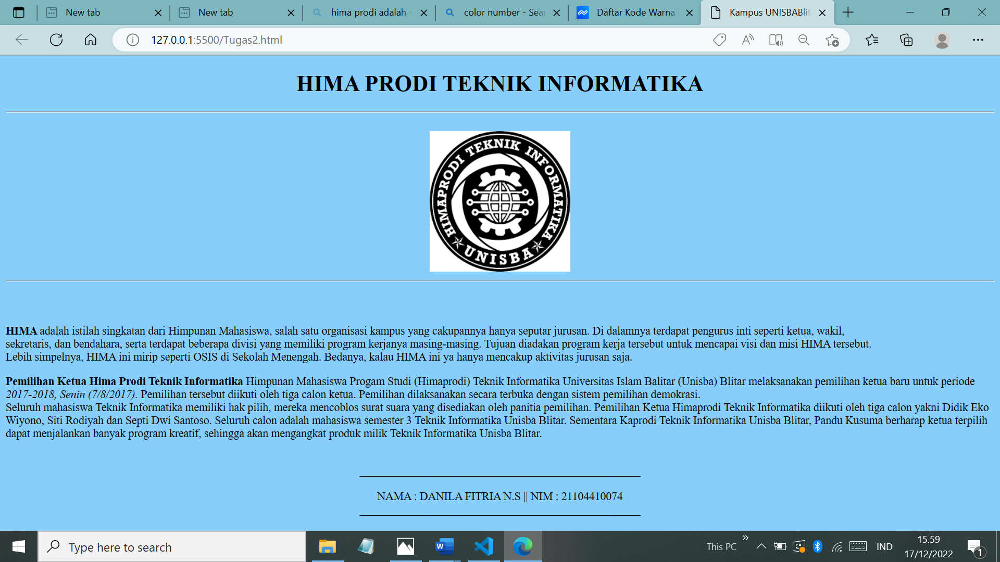 New tab
New tab
hima prodi adalah -
color number - Sear
Daftar Kode Warna
Kampus UNISBABlit
127.0.0.1:5500/Tugas2.html
HIMA PRODI TEKNIK INFORMATIKA
HIMAPRODI TEKNIK INFORMATIKA
UNISBA
HIMA adalah istilah singkatan dari Himpunan Mahasiswa, salah satu organisasi kampus yang cakupannya hanya seputar jurusan. Di dalamnya terdapat pengurus inti seperti ketua, wakil,
sekretaris, dan bendahara, serta terdapat beberapa divisi yang memiliki program kerjanya masing-masing. Tujuan diadakan program kerja tersebut untuk mencapai visi dan misi HIMA tersebut.
Lebih simpelnya, HIMA ini mirip seperti OSIS di Sekolah Menengah. Bedanya, kalau HIMA ini ya hanya mencakup aktivitas jurusan saja.
Pemilihan Ketua Hima Prodi Teknik Informatika Himpunan Mahasiswa Progam Studi (Himaprodi) Teknik Informatika Universitas Islam Balitar (Unisba) Blitar melaksanakan pemilihan ketua baru untuk periode
2017-2018, Senin (7/8/2017). Pemilihan tersebut diikuti oleh tiga calon ketua. Pemilihan dilaksanakan secara terbuka dengan sistem pemilihan demokrasi.
Seluruh mahasiswa Teknik Informatika memiliki hak pilih, mereka mencoblos surat suara yang disediakan oleh panitia pemilihan. Pemilihan Ketua Himaprodi Teknik Informatika diikuti oleh tiga calon yakni Didik Eko
Wiyono, Siti Rodiyah dan Septi Dwi Santoso. Seluruh calon adalah mahasiswa semester 3 Teknik Informatika Unisba Blitar. Sementara Kaprodi Teknik Informatika Unisba Blitar, Pandu Kusuma berharap ketua terpilih
dapat menjalankan banyak program kreatif, sehingga akan mengangkat produk milik Teknik Informatika Unisba Blitar.
NAMA : DANILA FITRIA N.S || NIM : 21104410074
Type here to search
This PC
IND
15.59
17/12/2022
1